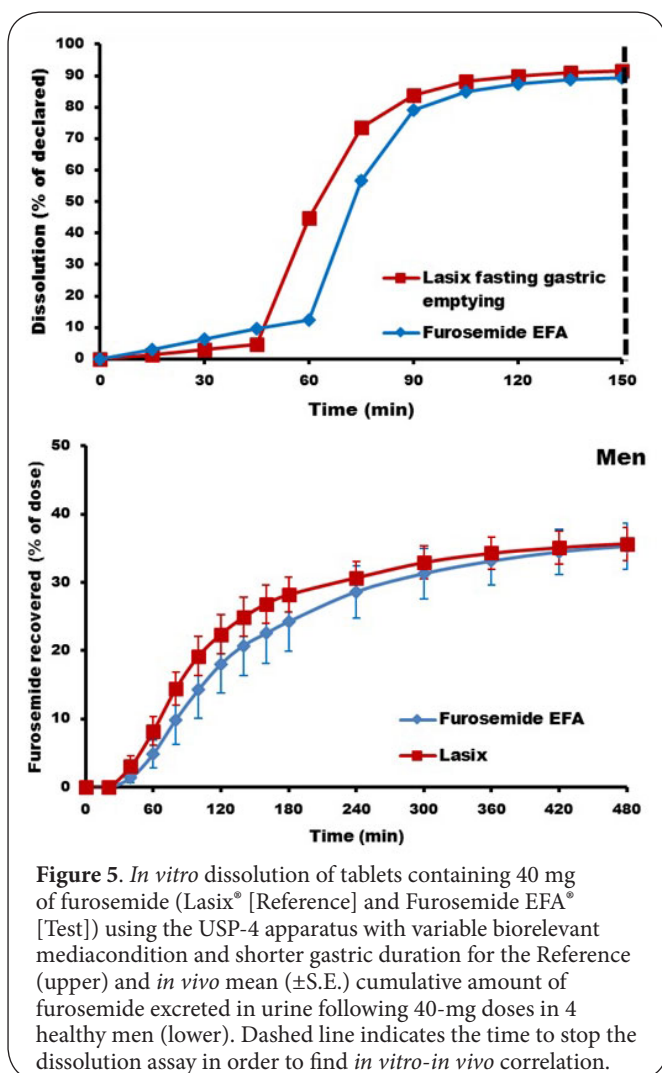 100
90
80
70
60
50
40
30
20
10
0
Dissolution (% of declared)
Lasix fasting gastric
emptying
Furosemide EFA
0 30 60 90 120 150
Time (min)
50
40
30
20
10
0
Furosemide recovered (% of dose)
Men
Furosemide EFA
Lasix
0 60 120 180 240 300 360 420 480
Time (min)
Figure 5. In vitro dissolution of tablets containing 40 mg
of furosemide (Lasix® [Reference] and Furosemide EFA®
[Test]) using the USP-4 apparatus with variable biorelevant
mediacondition and shorter gastric duration for the Reference
(upper) and in vivo mean (±S.E.) cumulative amount of
furosemide excreted in urine following 40-mg doses in 4
healthy men (lower). Dashed line indicates the time to stop the
dissolution assay in order to find in vitro-in vivo correlation.